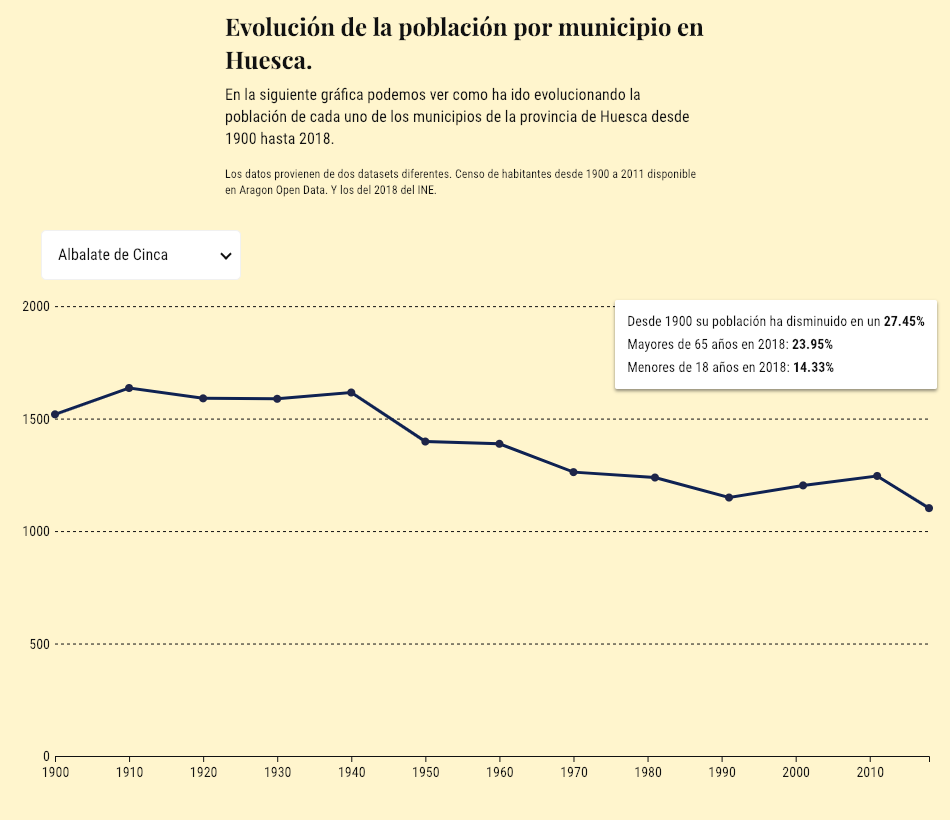 Evolución de la población por municipio en
Huesca.
En la siguiente gráfica podemos ver como ha ido evolucionando la
población de cada uno de los municipios de la provincia de Huesca desde
1900 hasta 2018.
Los datos provienen de dos datasets diferentes. Censo de habitantes desde 1900 a 2011 disponible
en Aragon Open Data. Y los del 2018 del INE.
Albalate de Cinca
Desde 1900 su población ha disminuido en un 27.45%
Mayores de 65 años en 2018: 23.95%
Menores de 18 años en 2018: 14.33%
2000
1500
1000
500
0
1900 1910 1920 1930 1940 1950 1960 1970 1980 1990 2000 2010